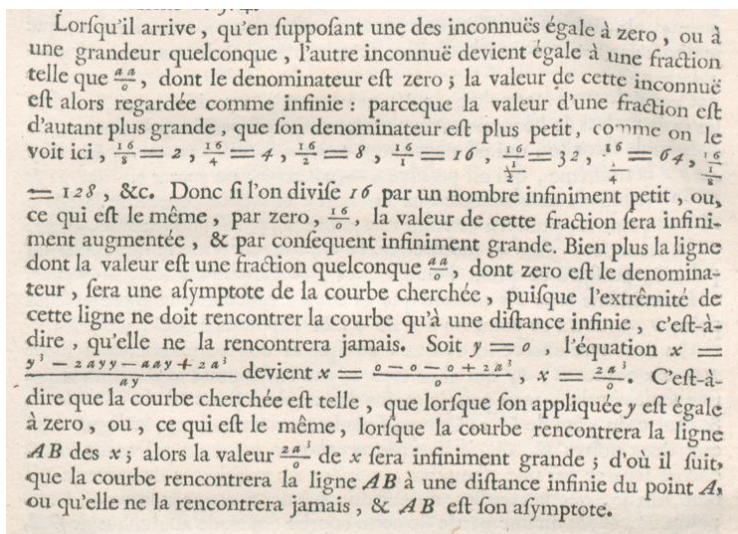 Lorſqu'il arrive, qu'en ſuppoſant une des inconnuës égale à zero, ou à
une grandeur quelconque, l'autre inconnuë devient égale à une fraction
telle que aa/0, dont le denominateur eſt zero; la valeur de cette inconnuë
eſt alors regardée comme infinie: parceque la valeur d'une fraction eſt
d'autant plus grande, que ſon denominateur eſt plus petit, comme on le
voit ici, 16/8 = 2, 16/4 = 4, 16/2 = 8, 16/1 = 16, 16/(1/2) = 32, 16/(1/4) = 64, 16/(1/8)
= 128, &c. Donc ſi l'on diviſe 16 par un nombre infiniment petit, ou,
ce qui eſt le même, par zero, 16/0, la valeur de cette fraction ſera infini-
ment augmentée, & par conſequent infiniment grande. Bien plus la ligne
dont la valeur eſt une fraction quelconque aa/0, dont zero eſt le denomina-
teur, ſera une aſymptote de la courbe cherchée, puiſque l'extrêmité de
cette ligne ne doit rencontrer la courbe qu'à une diſtance infinie, c'eſt-à-
dire, qu'elle ne la rencontrera jamais. Soit y = 0, l'équation x =
(y³ − 2ayy − aay + 2a³)/ay devient x = (0 − 0 − 0 + 2a³)/0, x = 2a³/0. C'eſt-à-
dire que la courbe cherchée eſt telle, que lorſque ſon appliquée y eſt égale
à zero, ou, ce qui eſt le même, lorſque la courbe rencontrera la ligne
AB des x; alors la valeur 2a³/0 de x ſera infiniment grande; d'où il ſuit,
que la courbe rencontrera la ligne AB à une diſtance infinie du point A,
ou qu'elle ne la rencontrera jamais, & AB eſt ſon aſymptote.